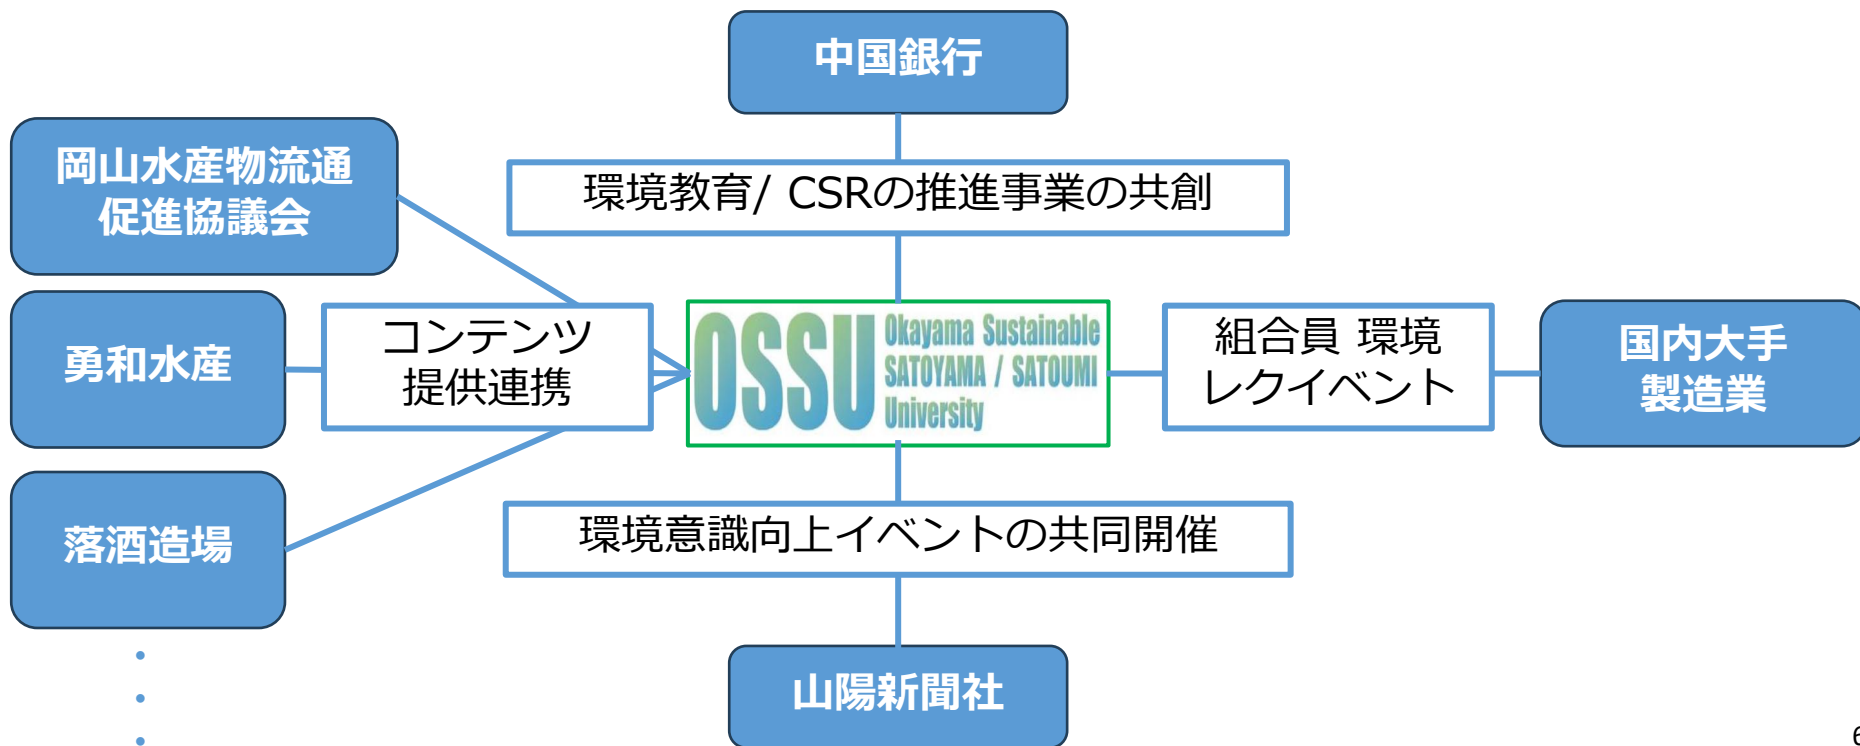 中国銀行
岡山水産物流通
促進協議会
環境教育/ CSRの推進事業の共創
勇和水産
コンテンツ
提供連携
OSSU
Okayama Sustainable
SATOYAMA / SATOUMI
University
組合員 環境
レクイベント
国内大手
製造業
落酒造場
環境意識向上イベントの共同開催
山陽新聞社
6